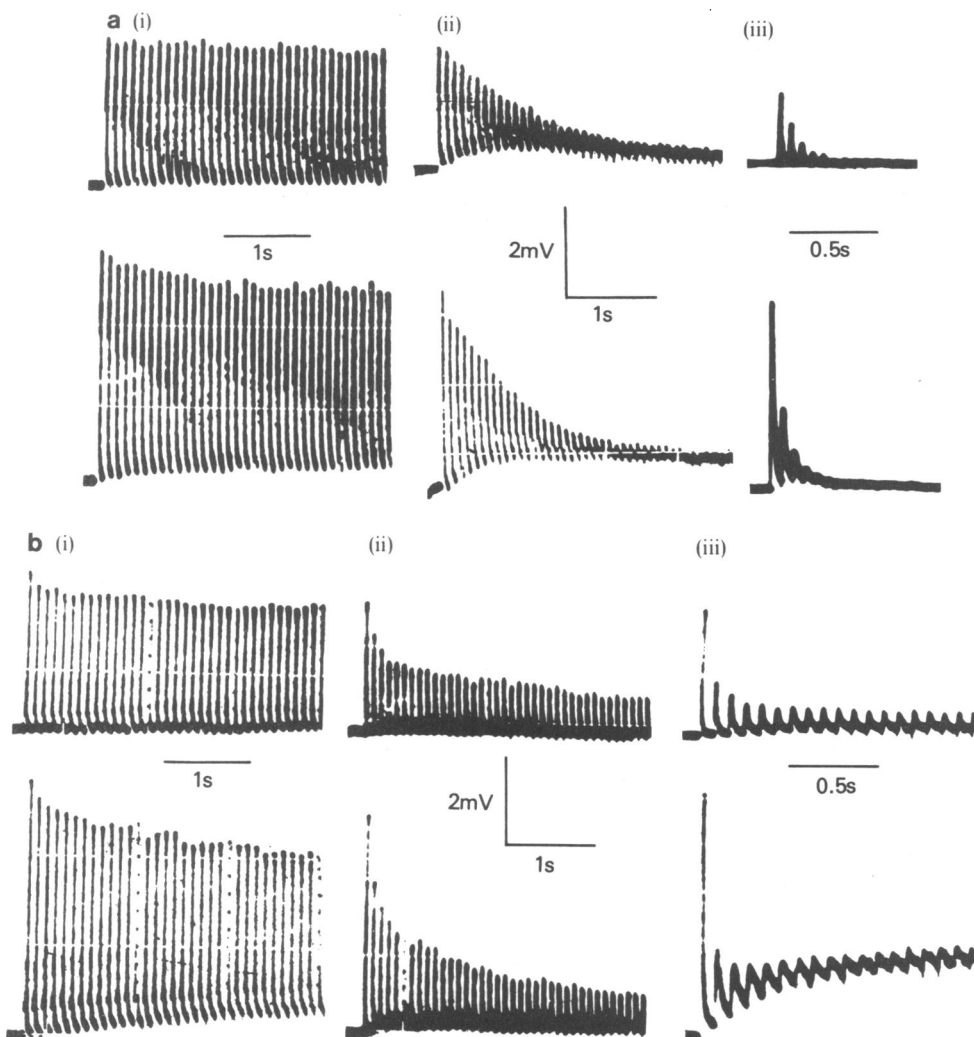 a (i)
(ii)
(iii)
1s
2mV
1s
0.5s
b (i)
(ii)
(iii)
1s
2mV
1s
0.5s